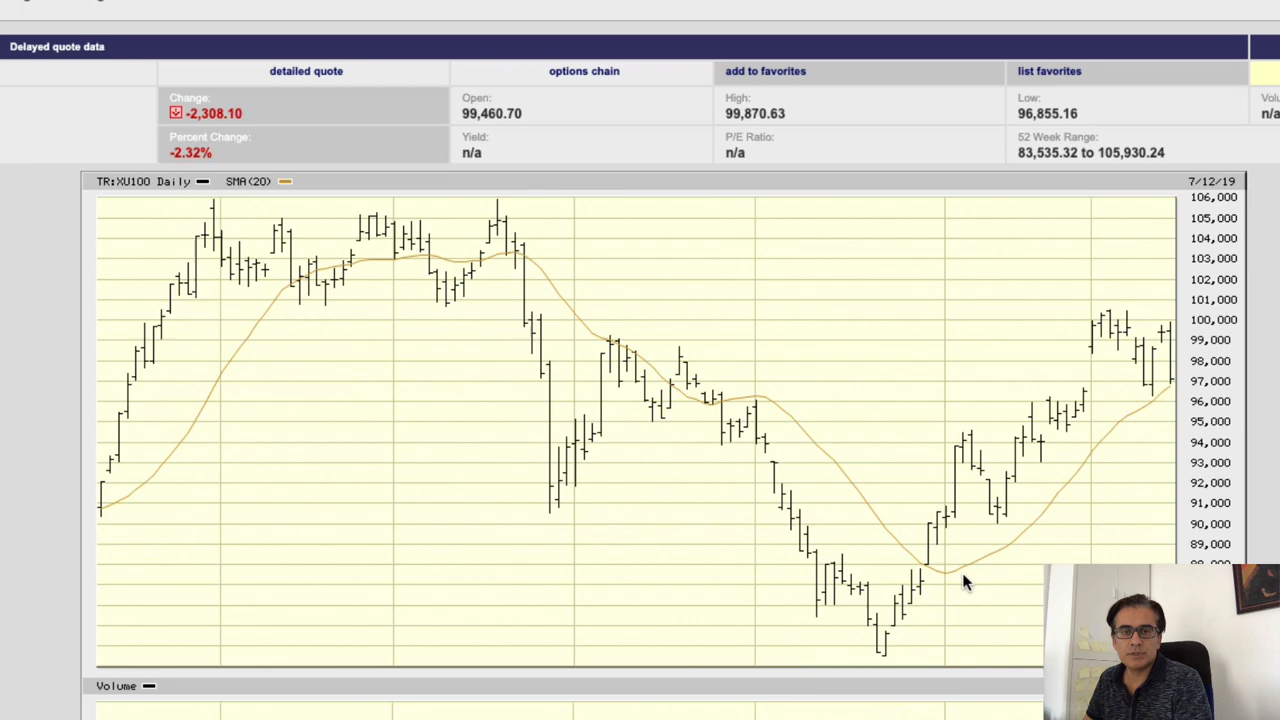 Delayed quote data
detailed quote options chain add to favorites list favorites
Change: Open: High: Low:
-2,308.10 99,460.70 99,870.63 96,855.16 n/a
Percent Change: Yield: P/E Ratio: 52 Week Range:
-2.32% n/a n/a 83,535.32 to 105,930.24
TR:XU100 Daily SMA(20) 7/12/19
106,000
105,000
104,000
103,000
102,000
101,000
100,000
99,000
98,000
97,000
96,000
95,000
94,000
93,000
92,000
91,000
90,000
89,000
Volume